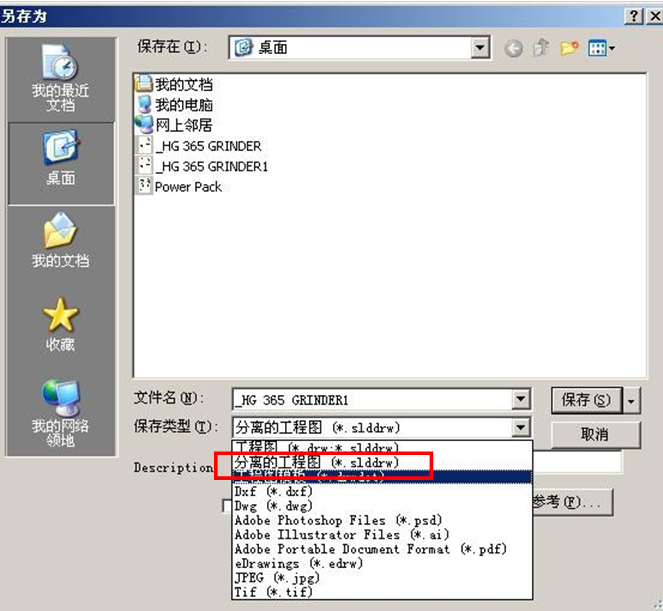 另存为
保存在(I):
桌面
我的最近
文档
桌面
我的文档
收藏
我的网络
领地
我的文档
我的电脑
网上邻居
_HG 365 GRINDER
_HG 365 GRINDER1
Power Pack
文件名(N):
_HG 365 GRINDER1
保存(S)
保存类型(T):
分离的工程图 (*.slddrw)
取消
Description
工程图 (*.drw;*.slddrw)
分离的工程图 (*.slddrw)
Dxf (*.dxf)
Dwg (*.dwg)
Adobe Photoshop Files (*.psd)
Adobe Illustrator Files (*.ai)
Adobe Portable Document Format (*.pdf)
eDrawings (*.edrw)
JPEG (*.jpg)
Tif (*.tif)
参考(F)...